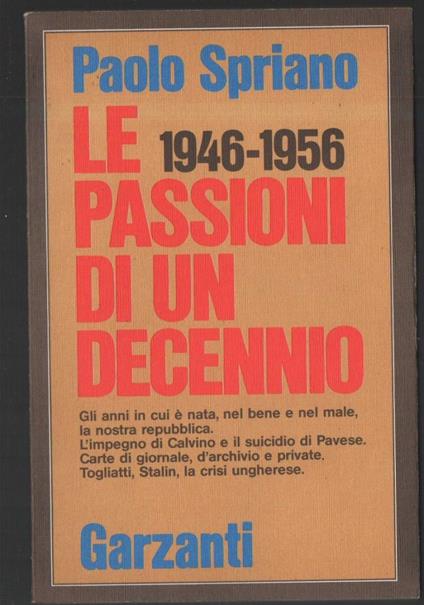 Paolo Spriano
LE 1946-1956
PASSIONI
DI UN
DECENNIO
Gli anni in cui è nata, nel bene e nel male,
la nostra repubblica.
L'impegno di Calvino e il suicidio di Pavese.
Carte di giornale, d'archivio e private.
Togliatti, Stalin, la crisi ungherese.
Garzanti